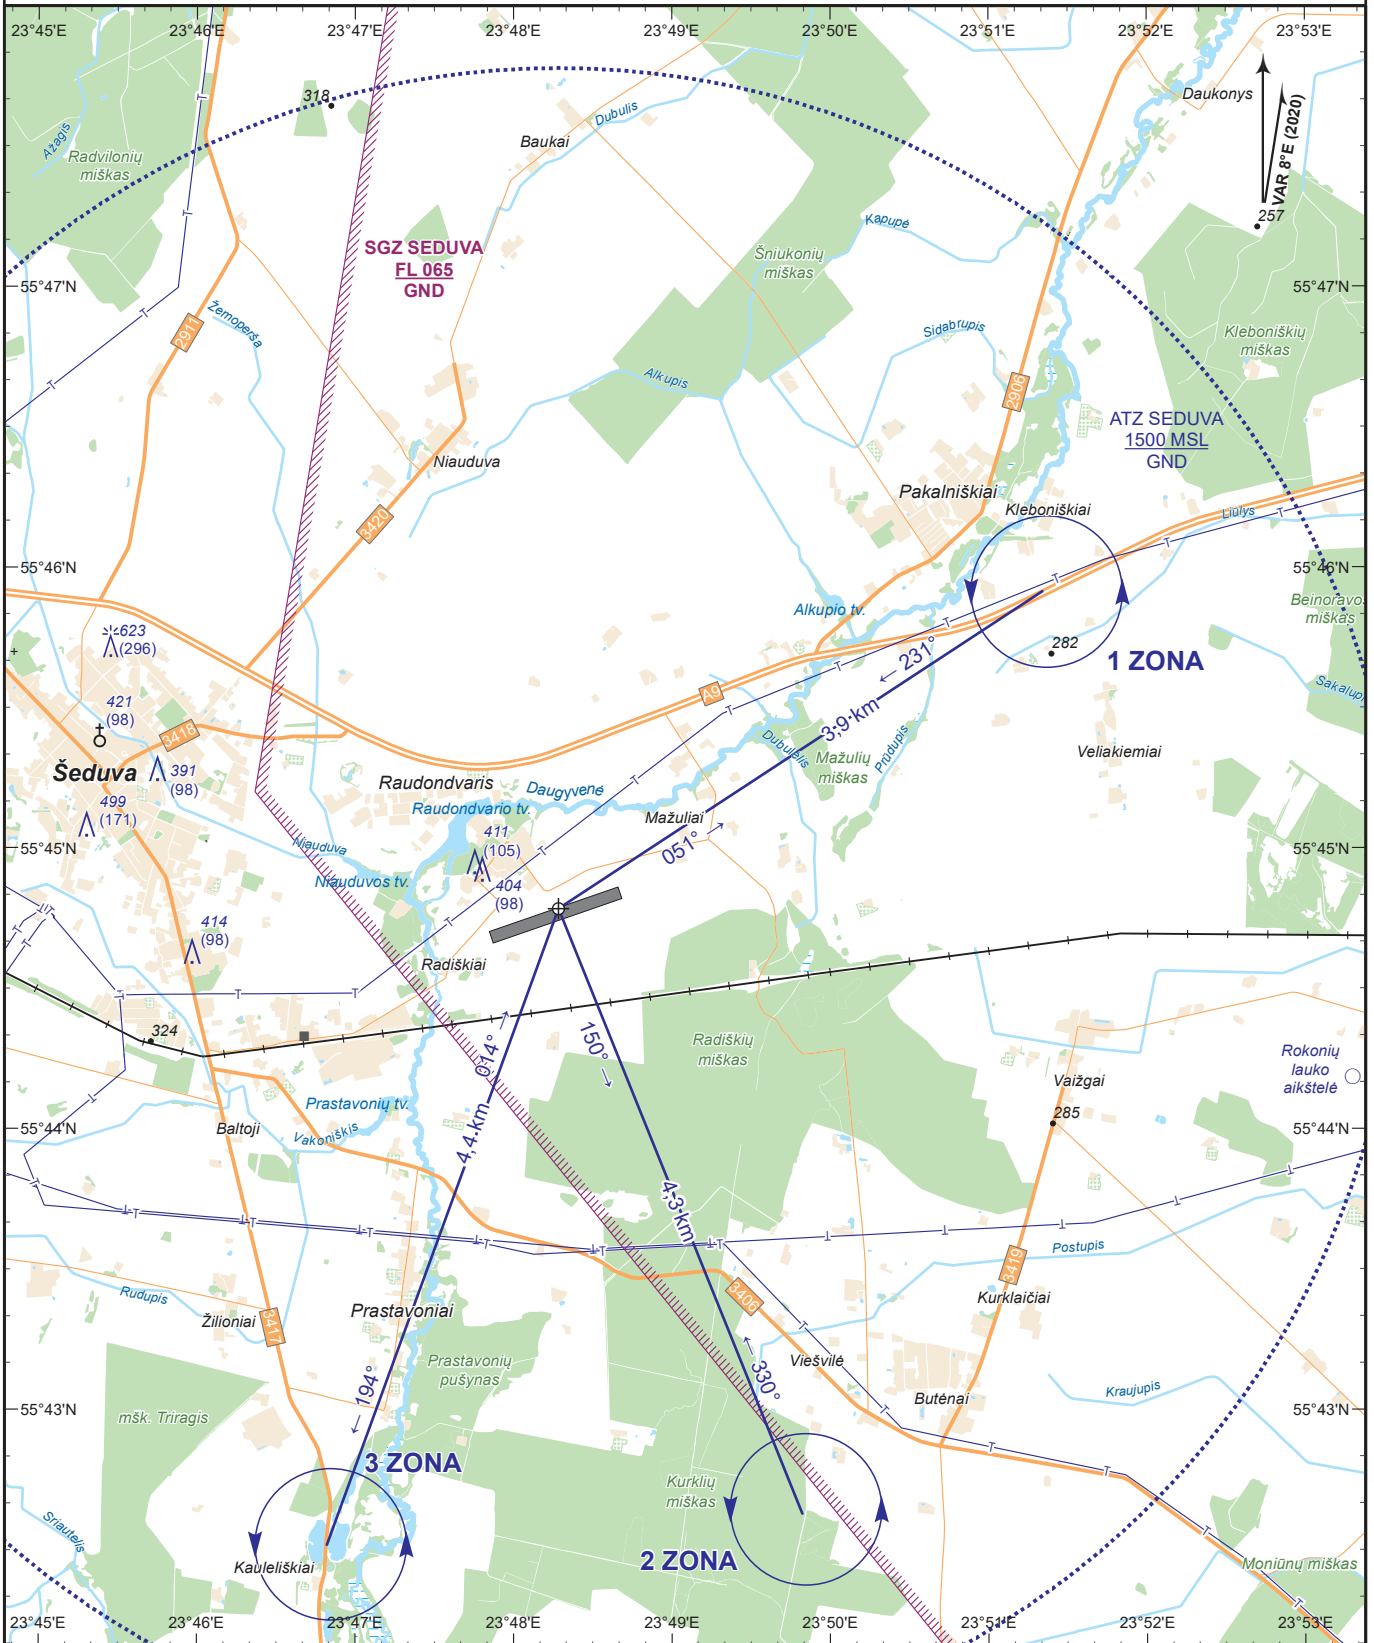 23°45'E 23°46'E 23°47'E 23°48'E 23°49'E 23°50'E 23°51'E 23°52'E 23°53'E
318
Dubulis
Daukonys
VAR 8°E (2020)
Ažagis
Baukai
Radvilonių
miškas
257
Kapupė
SGZ SEDUVA
FL 065
GND
Šniukonių
miškas
55°47'N
55°47'N
Žemoperša
2911
Sidabrupis
Kleboniškių
miškas
Alkupis
2906
ATZ SEDUVA
1500 MSL
GND
Niauduva
Pakalniškiai
Kleboniškiai
Liūlys
3420
55°46'N
55°46'N
Alkupio tv.
Beinoravos
miškas
623
(296)
282
1 ZONA
← 231°
Sakalupis
A9
421
(98)
3418
3,9 km
Dubulėlis
Prūdupis
Mažulių
miškas
Veliakiemiai
Šeduva
391
(98)
Raudondvaris
Daugyvenė
Raudondvario tv.
499
(171)
Mažuliai
051° →
411
(105)
55°45'N
55°45'N
Niauduva
Niauduvos tv.
404
(98)
414
(98)
Radiškiai
324
014° →
150° →
Radiškių
miškas
Rokonių
lauko
aikštelė
Vaižgai
285
Prastavonių tv.
55°44'N
55°44'N
Baltoji
Vakoniškis
4,4 km
4,3 km
Postupis
3419
Rudupis
3406
Kurklaičiai
Žilioniai
3417
Prastavoniai
Viešvilė
Prastavonių
pušynas
← 330°
← 194°
Butėnai
Kraujupis
mšk. Triragis
55°43'N
55°43'N
3 ZONA
Kurklių
miškas
Sriautelis
2 ZONA
Kauleliškiai
Moniūnų miškas
23°45'E 23°46'E 23°47'E 23°48'E 23°49'E 23°50'E 23°51'E 23°52'E 23°53'E